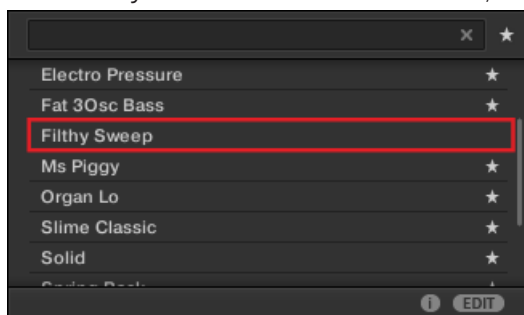 Electro Pressure
Fat 3Osc Bass
Filthy Sweep
Ms Piggy
Organ Lo
Slime Classic
Solid
i EDIT